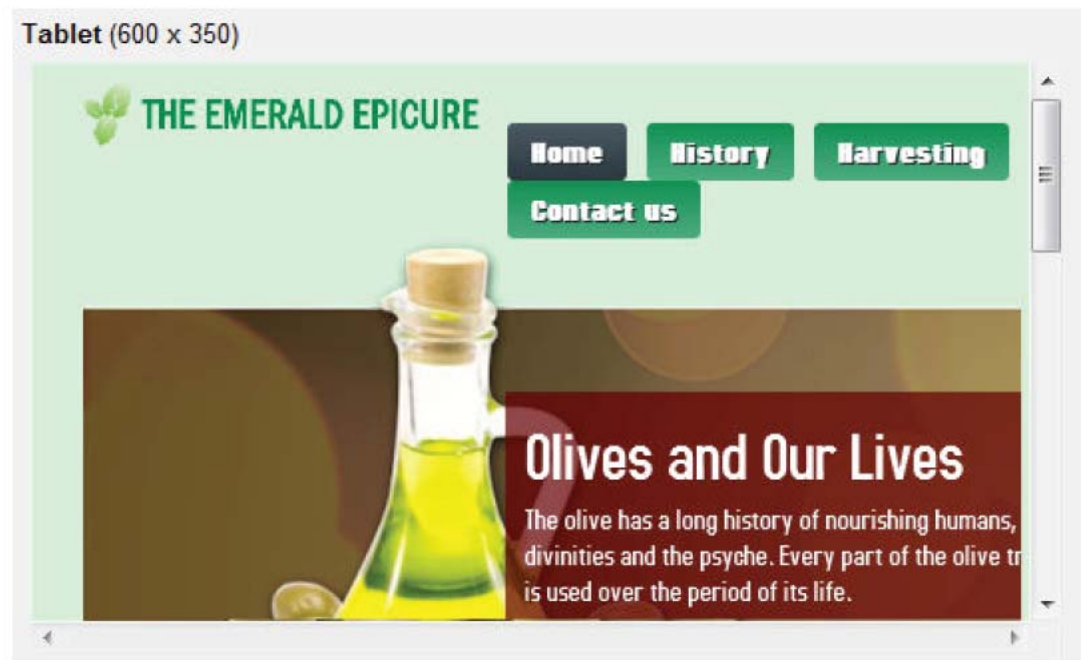 Tablet (600 x 350)
THE EMERALD EPICURE
Home History Harvesting
Contact us
Olives and Our Lives
The olive has a long history of nourishing humans,
divinities and the psyche. Every part of the olive tr
is used over the period of its life.